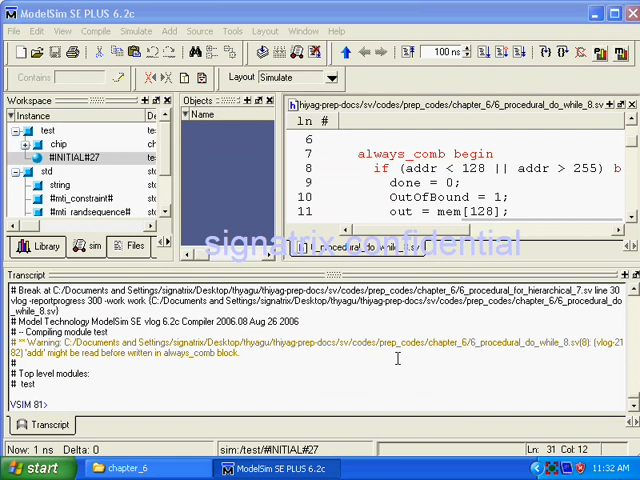 ModelSim SE PLUS 6.2c
File Edit View Compile Simulate Add Source Tools Layout Window Help
100 ns
Contains
Layout Simulate
Workspace
Instance
test
chip
#INITIAL#27
std
string
#mti_constraint#
#mti_randsequence#
Library sim Files
Objects
Name
hiyag-prep-docs/sv/codes/prep_codes/chapter_6/6_procedural_do_while_8.sv
ln #
6
7 always_comb begin
8 if (addr < 128 || addr > 255) b
9 done = 0;
10 OutOfBound = 1;
11 out = mem[128];
signatrix confidential
Transcript
# Break at C:/Documents and Settings/signatrix/Desktop/thyagu/thiyag-prep-docs/sv/codes/prep_codes/chapter_6/6_procedural_for_hierarchical_7.sv line 30
vlog -reportprogress 300 -work work {C:/Documents and Settings/signatrix/Desktop/thyagu/thiyag-prep-docs/sv/codes/prep_codes/chapter_6/6_procedural_do
_while_8.sv}
# Model Technology ModelSim SE vlog 6.2c Compiler 2006.08 Aug 26 2006
# -- Compiling module test
# ** Warning: C:/Documents and Settings/signatrix/Desktop/thyagu/thiyag-prep-docs/sv/codes/prep_codes/chapter_6/6_procedural_do_while_8.sv(8): (vlog-21
82) 'addr' might be read before written in always_comb block.
#
# Top level modules:
# test
VSIM 81>
Transcript
Now: 1 ns Delta: 0
sim:/test/#INITIAL#27
Ln: 31 Col: 12
start
chapter_6
ModelSim SE PLUS 6.2c
11:32 AM